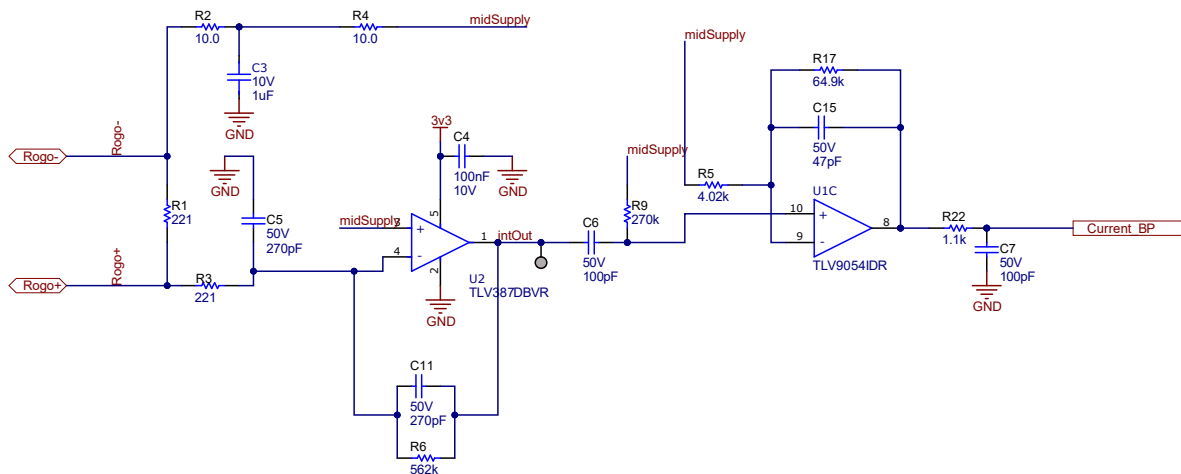 R2
10.0
R4
10.0
midSupply
C3
10V
1uF
GND
midSupply
R17
64.9k
C15
50V
47pF
3v3
C4
100nF
10V
GND
Rogo-
Rogo-
GND
midSupply
R5
4.02k
R1
221
C5
50V
270pF
midSupply
3
4
5
2
1
intOut
U2
TLV387DBVR
GND
R9
270k
C6
50V
100pF
U1C
10
9
8
TLV9054IDR
R22
1.1k
C7
50V
100pF
GND
Current_BP
Rogo+
Rogo+
R3
221
C11
50V
270pF
R6
562k